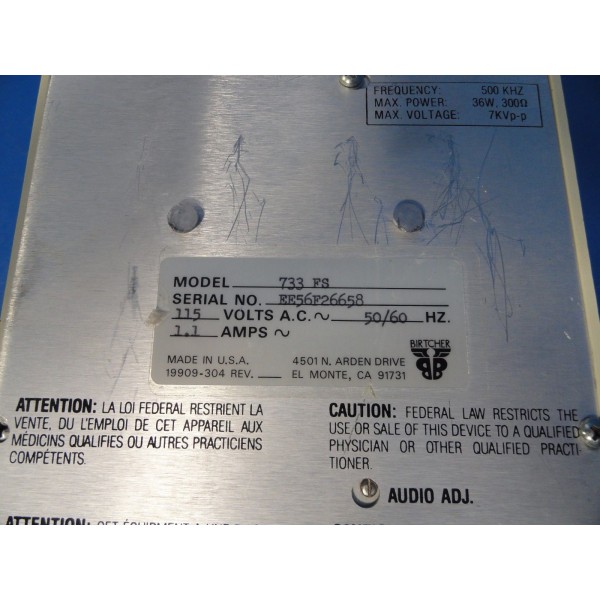 FREQUENCY: 500 KHZ
MAX. POWER: 36W, 300Ω
MAX. VOLTAGE: 7KVp-p
MODEL 733 FS
SERIAL NO. EE56F26658
115 VOLTS A.C. ~ 50/60 HZ.
1.1 AMPS ~
BIRTCHER
MADE IN U.S.A. 4501 N. ARDEN DRIVE
19909-304 REV. EL MONTE, CA 91731
ATTENTION: LA LOI FEDERAL RESTRIENT LA
VENTE, DU L'EMPLOI DE CET APPAREIL AUX
MÉDICINS QUALIFIÉS OU AUTRES PRACTICIENS
COMPÉTENTS.
CAUTION: FEDERAL LAW RESTRICTS THE
USE OR SALE OF THIS DEVICE TO A QUALIFIED
PHYSICIAN OR OTHER QUALIFIED PRACTI-
TIONER.
AUDIO ADJ.
ATTENTION: CET ÉQUIPMENT A